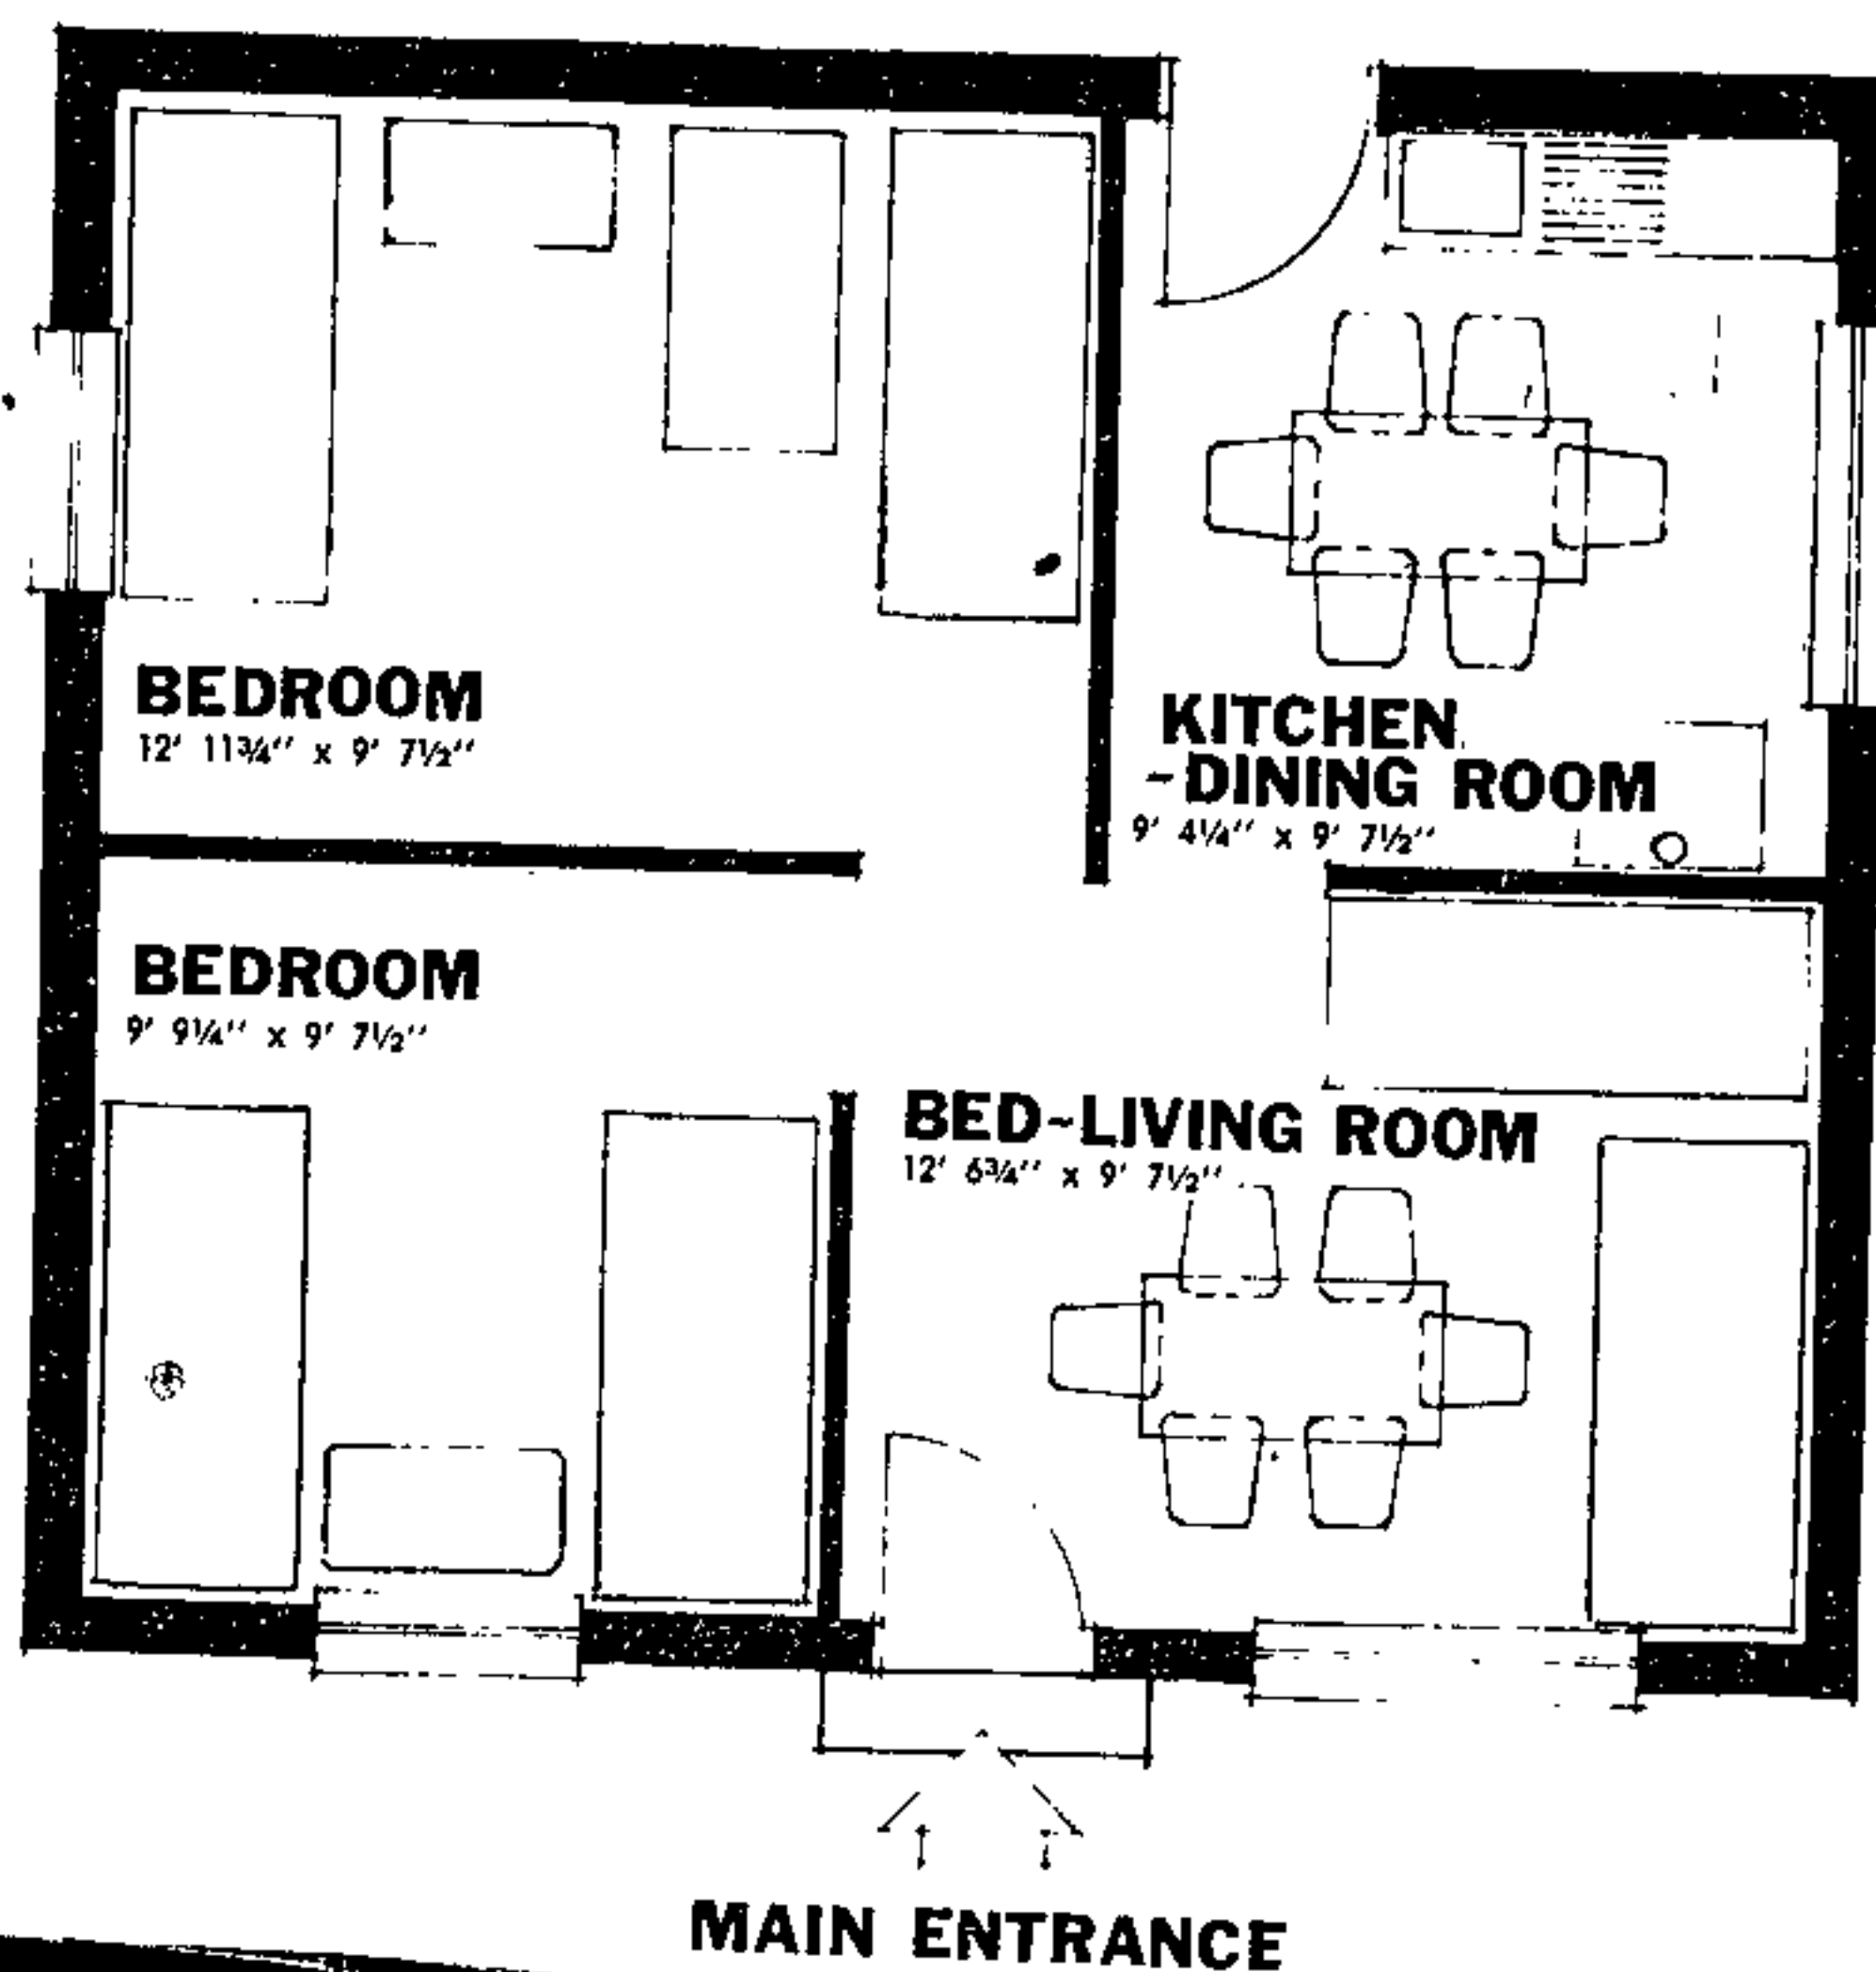 BEDROOM
12' 11¾" x 9' 7½"
KITCHEN
-DINING ROOM
9' 4¼" x 9' 7½"
BEDROOM
9' 9¼" x 9' 7½"
BED-LIVING ROOM
12' 6¾" x 9' 7½"
MAIN ENTRANCE